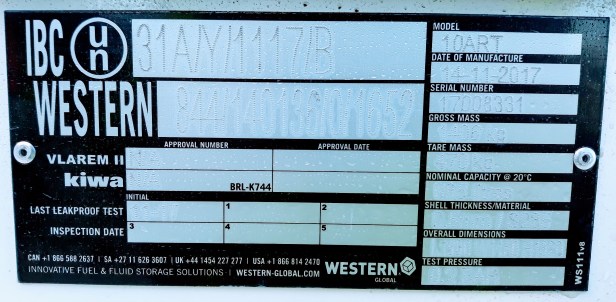 IBC un 31A/Y/1117/B
WESTERN
MODEL
10ART
DATE OF MANUFACTURE
14-11-2017
SERIAL NUMBER
GROSS MASS
TARE MASS
NOMINAL CAPACITY @ 20°C
SHELL THICKNESS/MATERIAL
OVERALL DIMENSIONS
TEST PRESSURE
APPROVAL NUMBER APPROVAL DATE
VLAREM II
kiwa BRL-K744
INITIAL
LAST LEAKPROOF TEST 1 2
INSPECTION DATE 3 4 5
CAN +1 866 588 2637 | SA +27 11 626 3607 | UK +44 1454 227 277 | USA +1 866 814 2470
INNOVATIVE FUEL & FLUID STORAGE SOLUTIONS | WESTERN-GLOBAL.COM
WESTERN
GLOBAL
WS111v8